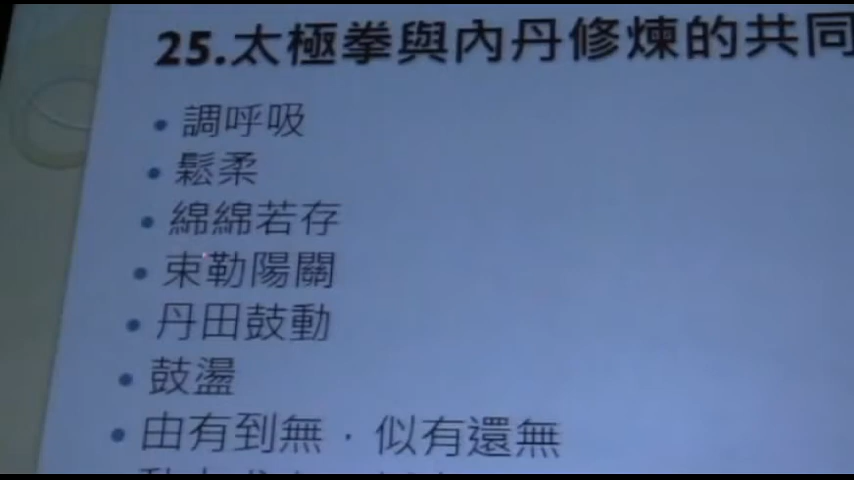 25.太極拳與內丹修煉的共同
調呼吸
鬆柔
綿綿若存
束勒陽關
丹田鼓動
鼓盪
由有到無．似有還無